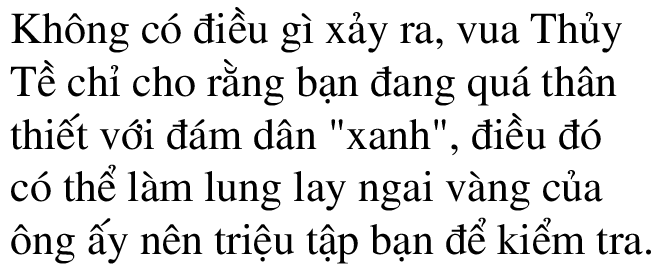 Không có điều gì xảy ra, vua Thủy
Tề chỉ cho rằng bạn đang quá thân
thiết với đám dân "xanh", điều đó
có thể làm lung lay ngai vàng của
ông ấy nên triệu tập bạn để kiểm tra.